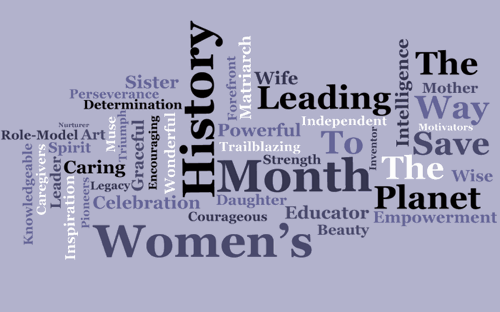 History
Matriarch
Forefront
Wife
The
Sister
Perseverance
Determination
Leading
Intelligence
Mother
Way
Nurturer
Role-Model
Art
Muse
Triumph
Graceful
Encouraging
Wonderful
Powerful
Independent
Motivators
Trailblazing
To
Inventor
Save
Spirit
Knowledgeable
Caregivers
Leader
Caring
Strength
The
Wise
Inspiration
Pioneers
Legacy
Month
Planet
Celebration
Daughter
Courageous
Educator
Empowerment
Women's
Beauty